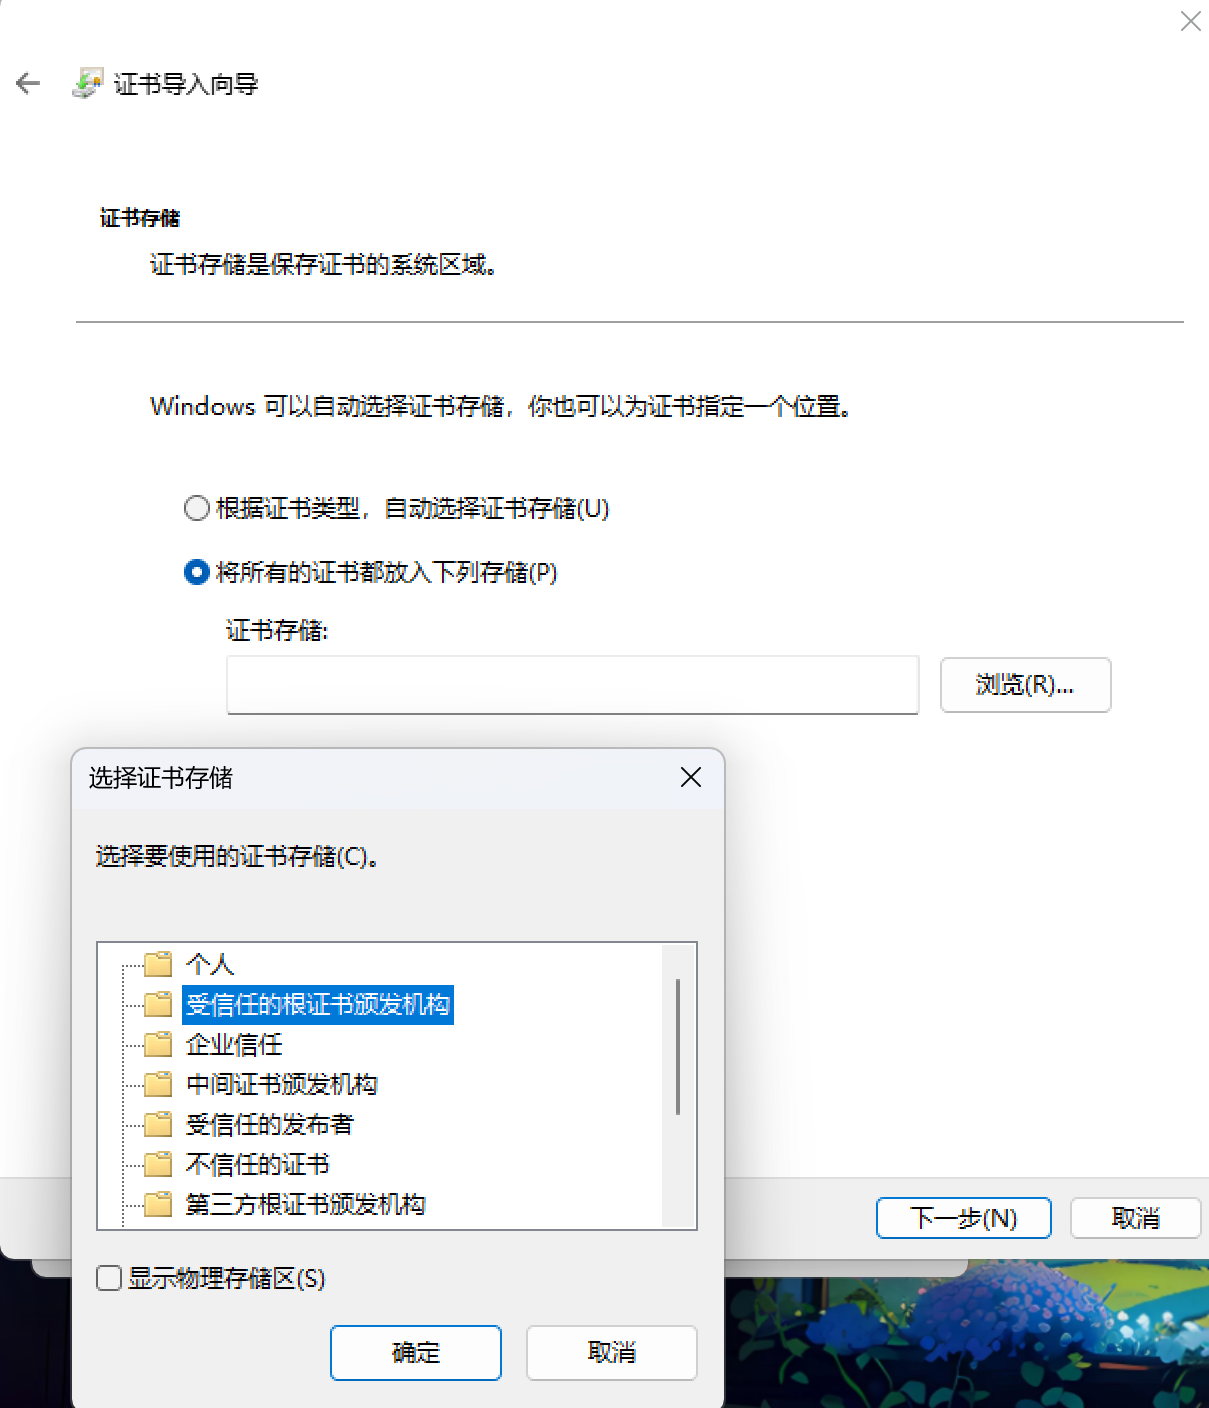 证书导入向导
证书存储
证书存储是保存证书的系统区域。
Windows 可以自动选择证书存储，你也可以为证书指定一个位置。
根据证书类型，自动选择证书存储(U)
将所有的证书都放入下列存储(P)
证书存储:
浏览(R)...
选择证书存储
选择要使用的证书存储(C)。
个人
受信任的根证书颁发机构
企业信任
中间证书颁发机构
受信任的发布者
不信任的证书
第三方根证书颁发机构
下一步(N)
取消
显示物理存储区(S)
确定
取消